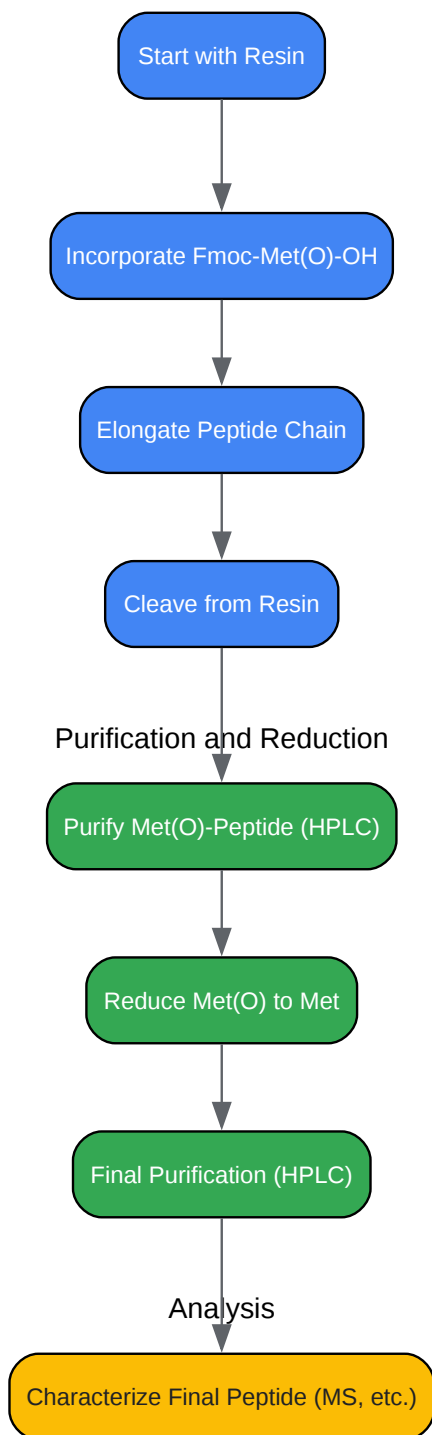 Start with Resin
Incorporate Fmoc-Met(O)-OH
Elongate Peptide Chain
Cleave from Resin
Purification and Reduction
Purify Met(O)-Peptide (HPLC)
Reduce Met(O) to Met
Final Purification (HPLC)
Analysis
Characterize Final Peptide (MS, etc.)